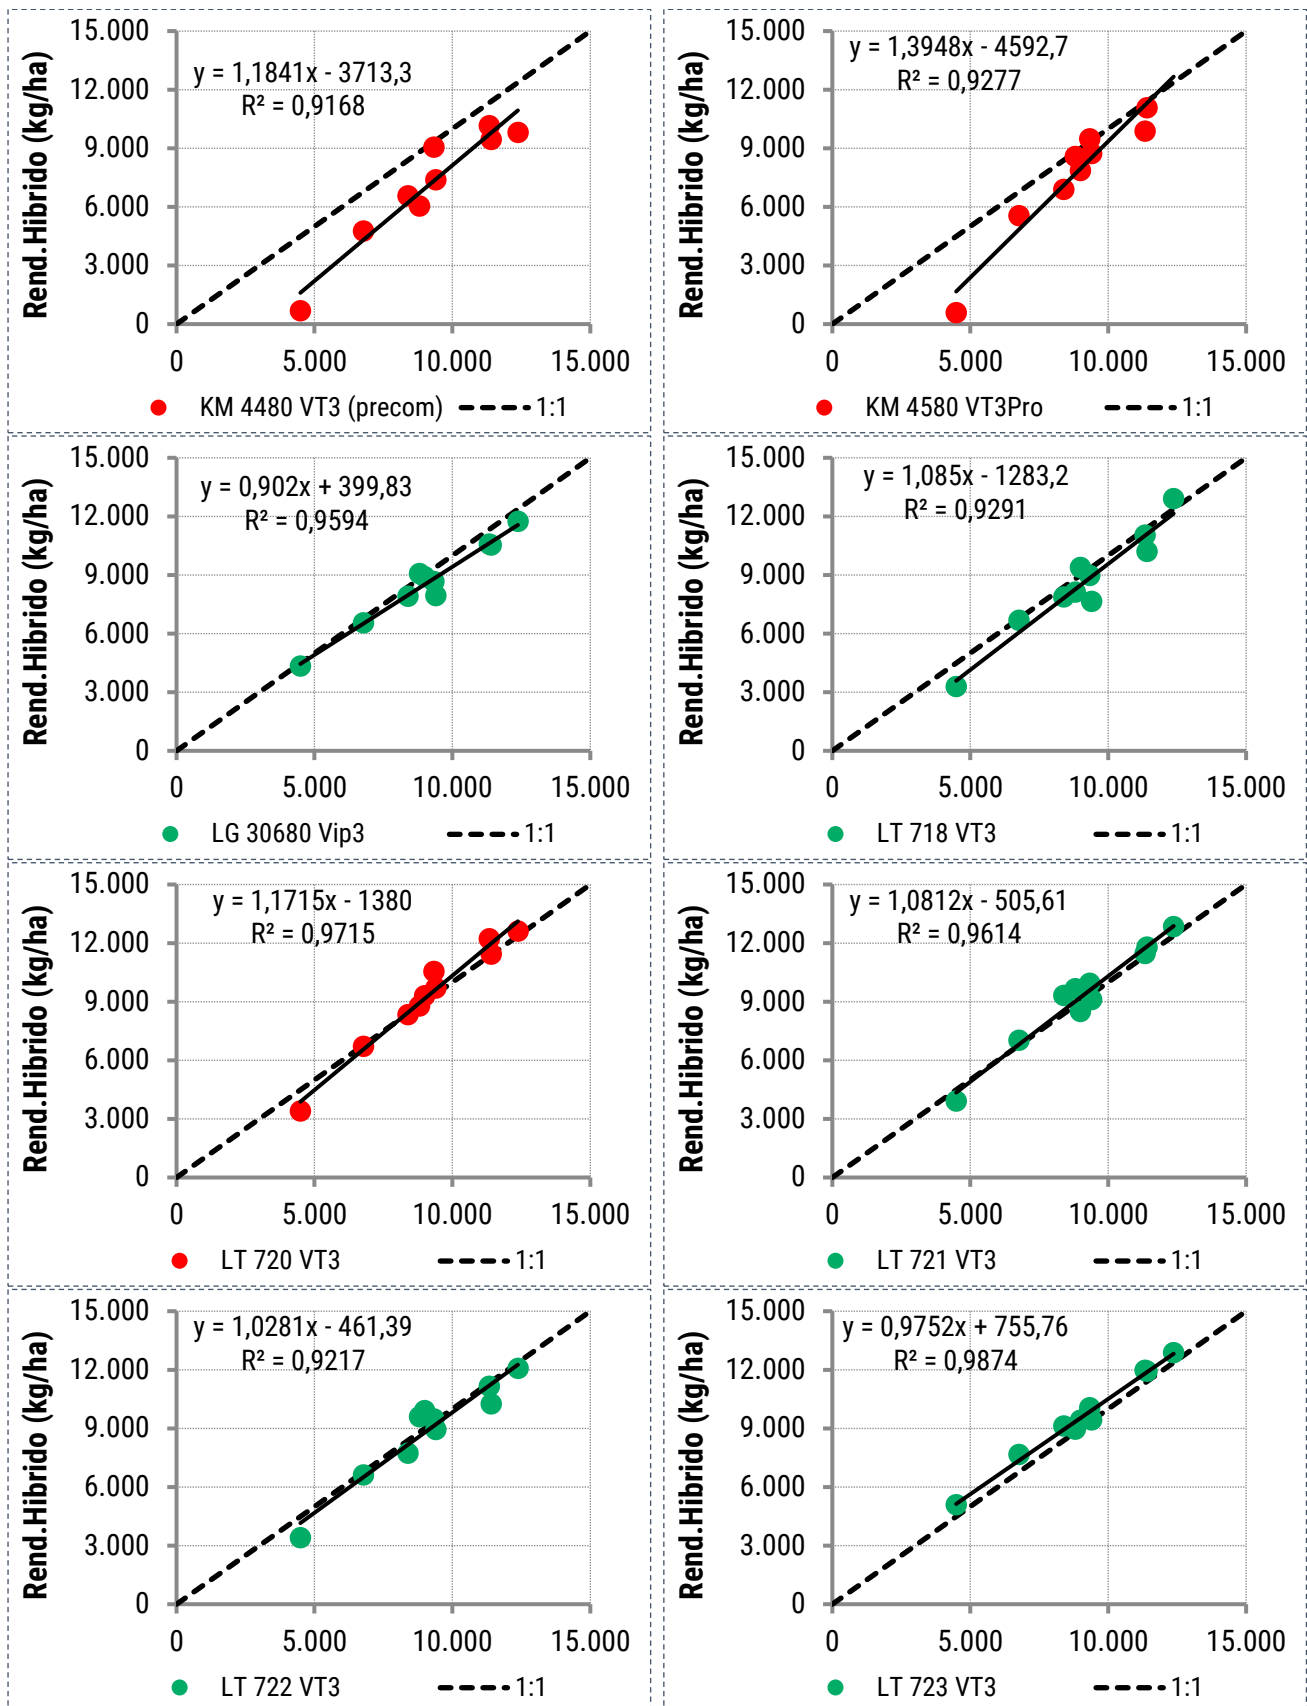 Rend.Hibrido (kg/ha)
15.000
12.000
9.000
6.000
3.000
0
y = 1,1841x - 3713,3
R² = 0,9168
0 5.000 10.000 15.000
KM 4480 VT3 (precom) 1:1
Rend.Hibrido (kg/ha)
15.000
12.000
9.000
6.000
3.000
0
y = 1,3948x - 4592,7
R² = 0,9277
0 5.000 10.000 15.000
KM 4580 VT3Pro 1:1
Rend.Hibrido (kg/ha)
15.000
12.000
9.000
6.000
3.000
0
y = 0,902x + 399,83
R² = 0,9594
0 5.000 10.000 15.000
LG 30680 Vip3 1:1
Rend.Hibrido (kg/ha)
15.000
12.000
9.000
6.000
3.000
0
y = 1,085x - 1283,2
R² = 0,9291
0 5.000 10.000 15.000
LT 718 VT3 1:1
Rend.Hibrido (kg/ha)
15.000
12.000
9.000
6.000
3.000
0
y = 1,1715x - 1380
R² = 0,9715
0 5.000 10.000 15.000
LT 720 VT3 1:1
Rend.Hibrido (kg/ha)
15.000
12.000
9.000
6.000
3.000
0
y = 1,0812x - 505,61
R² = 0,9614
0 5.000 10.000 15.000
LT 721 VT3 1:1
Rend.Hibrido (kg/ha)
15.000
12.000
9.000
6.000
3.000
0
y = 1,0281x - 461,39
R² = 0,9217
0 5.000 10.000 15.000
LT 722 VT3 1:1
Rend.Hibrido (kg/ha)
15.000
12.000
9.000
6.000
3.000
0
y = 0,9752x + 755,76
R² = 0,9874
0 5.000 10.000 15.000
LT 723 VT3 1:1